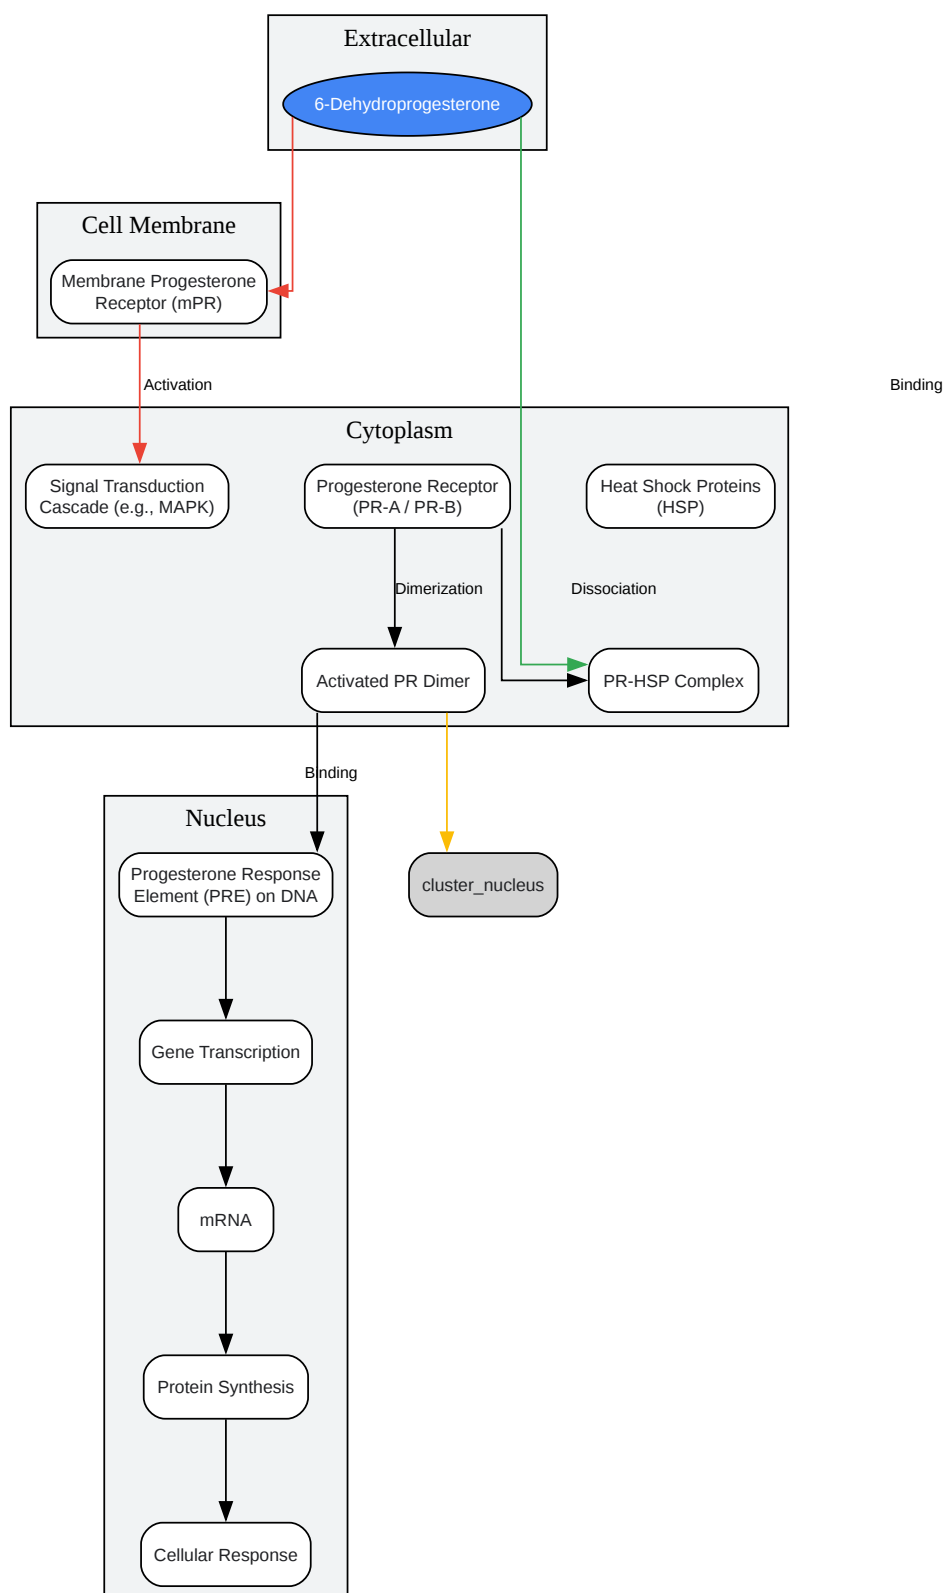 Extracellular
6-Dehydroprogesterone
Cell Membrane
Membrane Progesterone
Receptor (mPR)
Activation
Binding
Cytoplasm
Signal Transduction
Cascade (e.g., MAPK)
Progesterone Receptor
(PR-A / PR-B)
Heat Shock Proteins
(HSP)
Dimerization
Dissociation
Activated PR Dimer
PR-HSP Complex
Binding
Nucleus
Progesterone Response
Element (PRE) on DNA
cluster_nucleus
Gene Transcription
mRNA
Protein Synthesis
Cellular Response